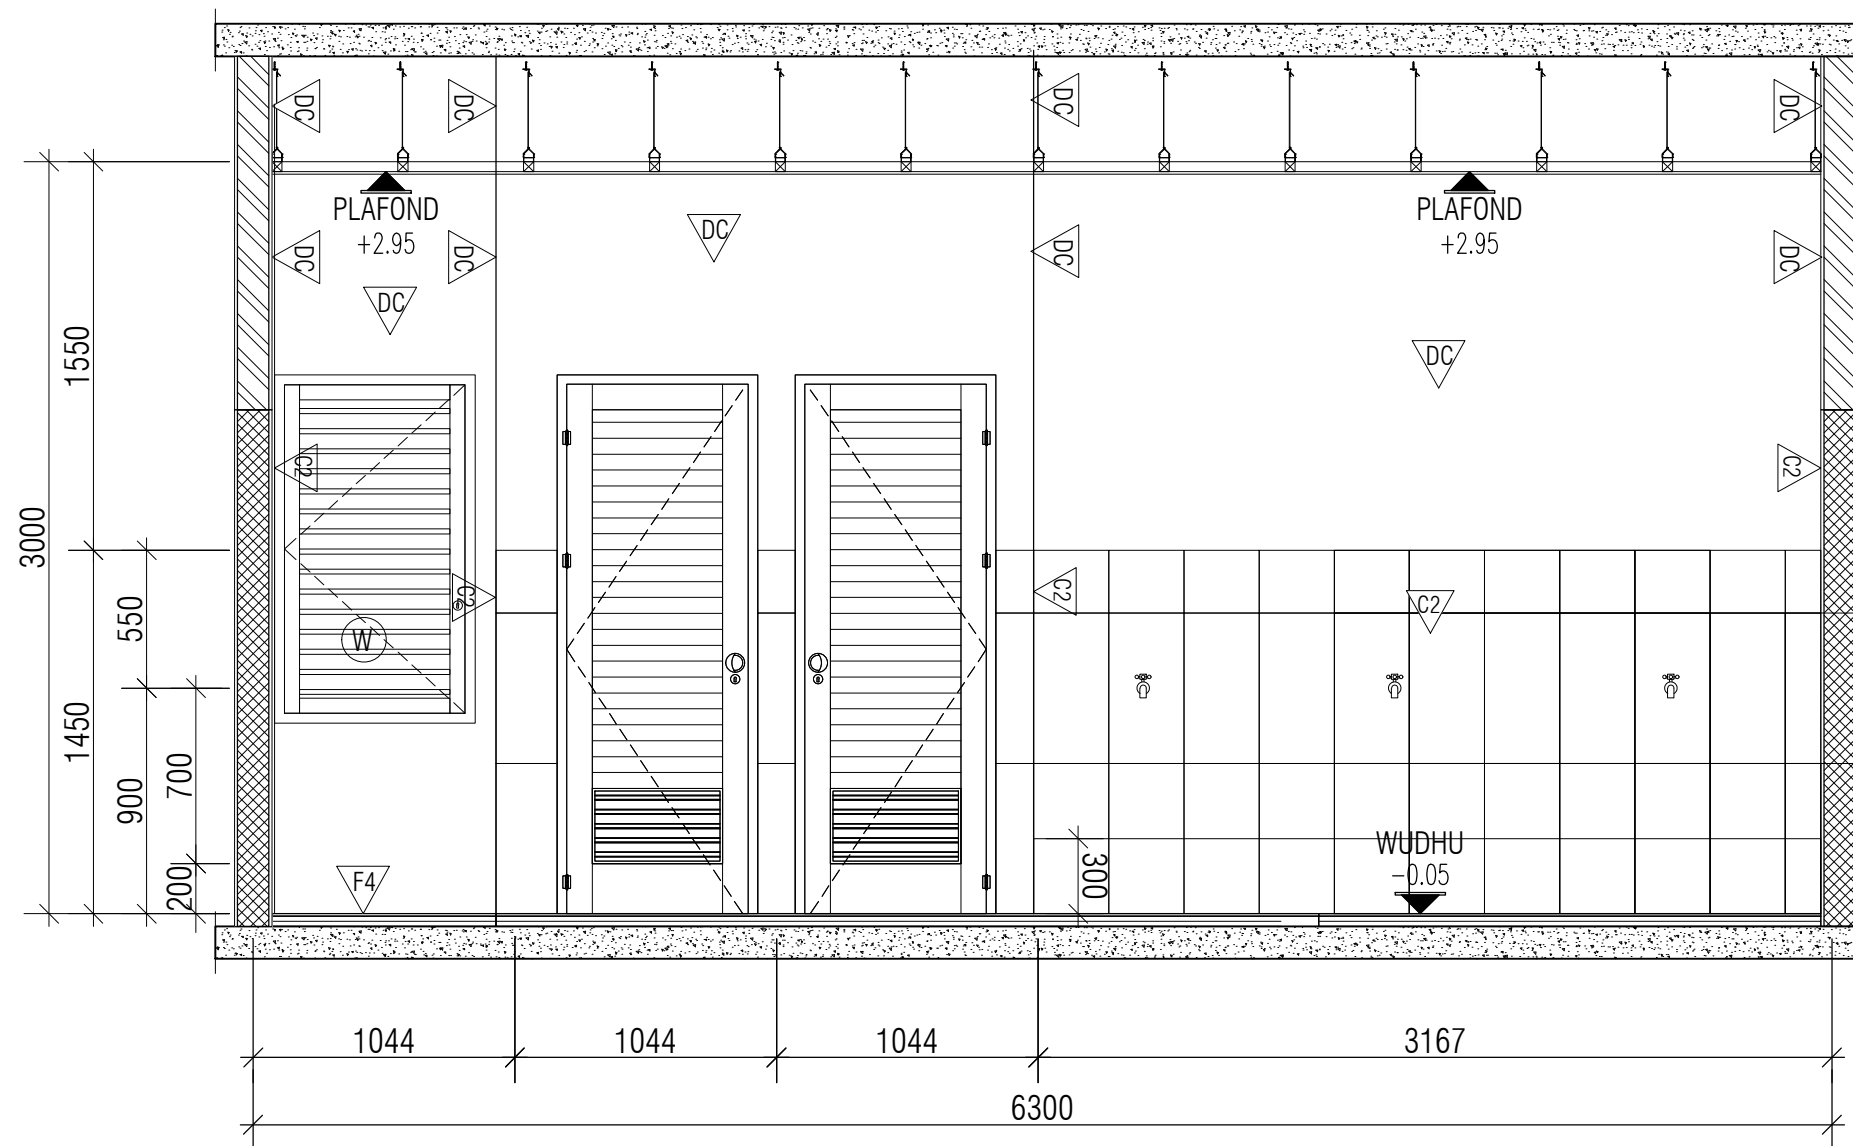 DC
DC
DC
DC
PLAFOND
+2.95
PLAFOND
+2.95
DC
DC
DC
DC
DC
DC
DC
1550
C2
C2
3000
C2
C2
C2
550
W
1450
700
900
WUDHU
-0.05
300
F4
200
1044
1044
1044
3167
6300